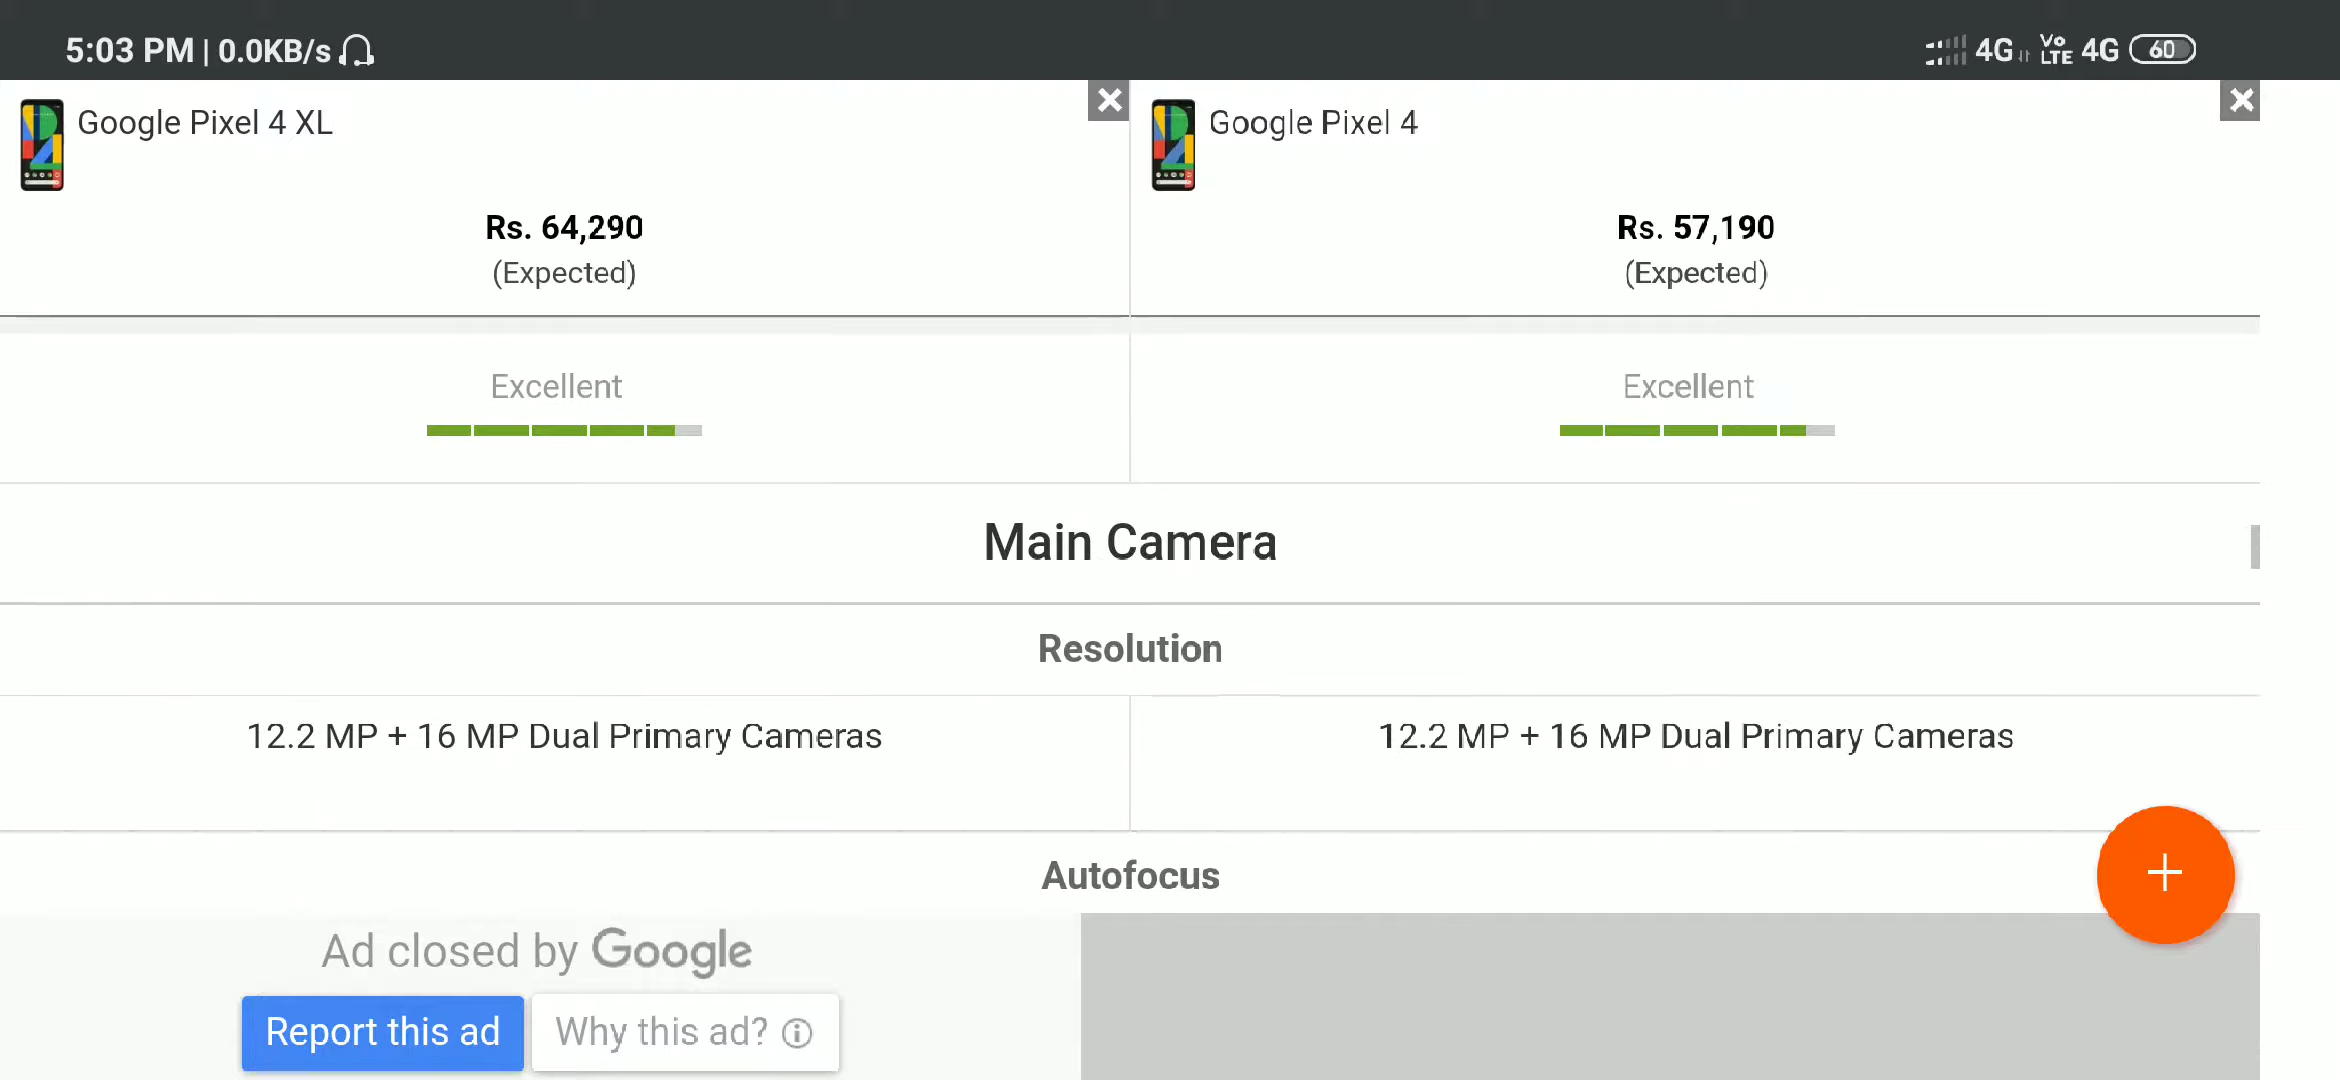 5:03 PM | 0.0KB/s
4G Vo LTE 4G 60
Google Pixel 4 XL
Google Pixel 4
Rs. 64,290
Rs. 57,190
(Expected)
(Expected)
Excellent
Excellent
Main Camera
Resolution
12.2 MP + 16 MP Dual Primary Cameras
12.2 MP + 16 MP Dual Primary Cameras
Autofocus
Ad closed by Google
Report this ad
Why this ad?